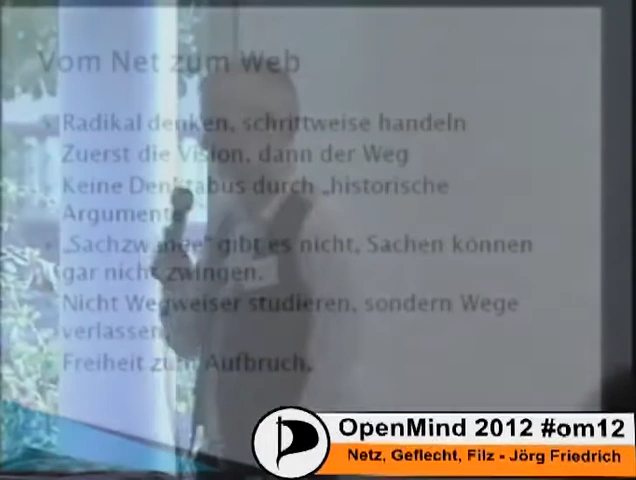 Vom Net zum Web
Radikal denken, schrittweise handeln
Zuerst die Vision, dann der Weg
Keine Denktabus durch „historische
Argumente
„Sachzwänge" gibt es nicht, Sachen können
gar nicht zwingen.
Nicht Wegweiser studieren, sondern Wege
verlassen
Freiheit zum Aufbruch.
OpenMind 2012 #om12
Netz, Geflecht, Filz - Jörg Friedrich